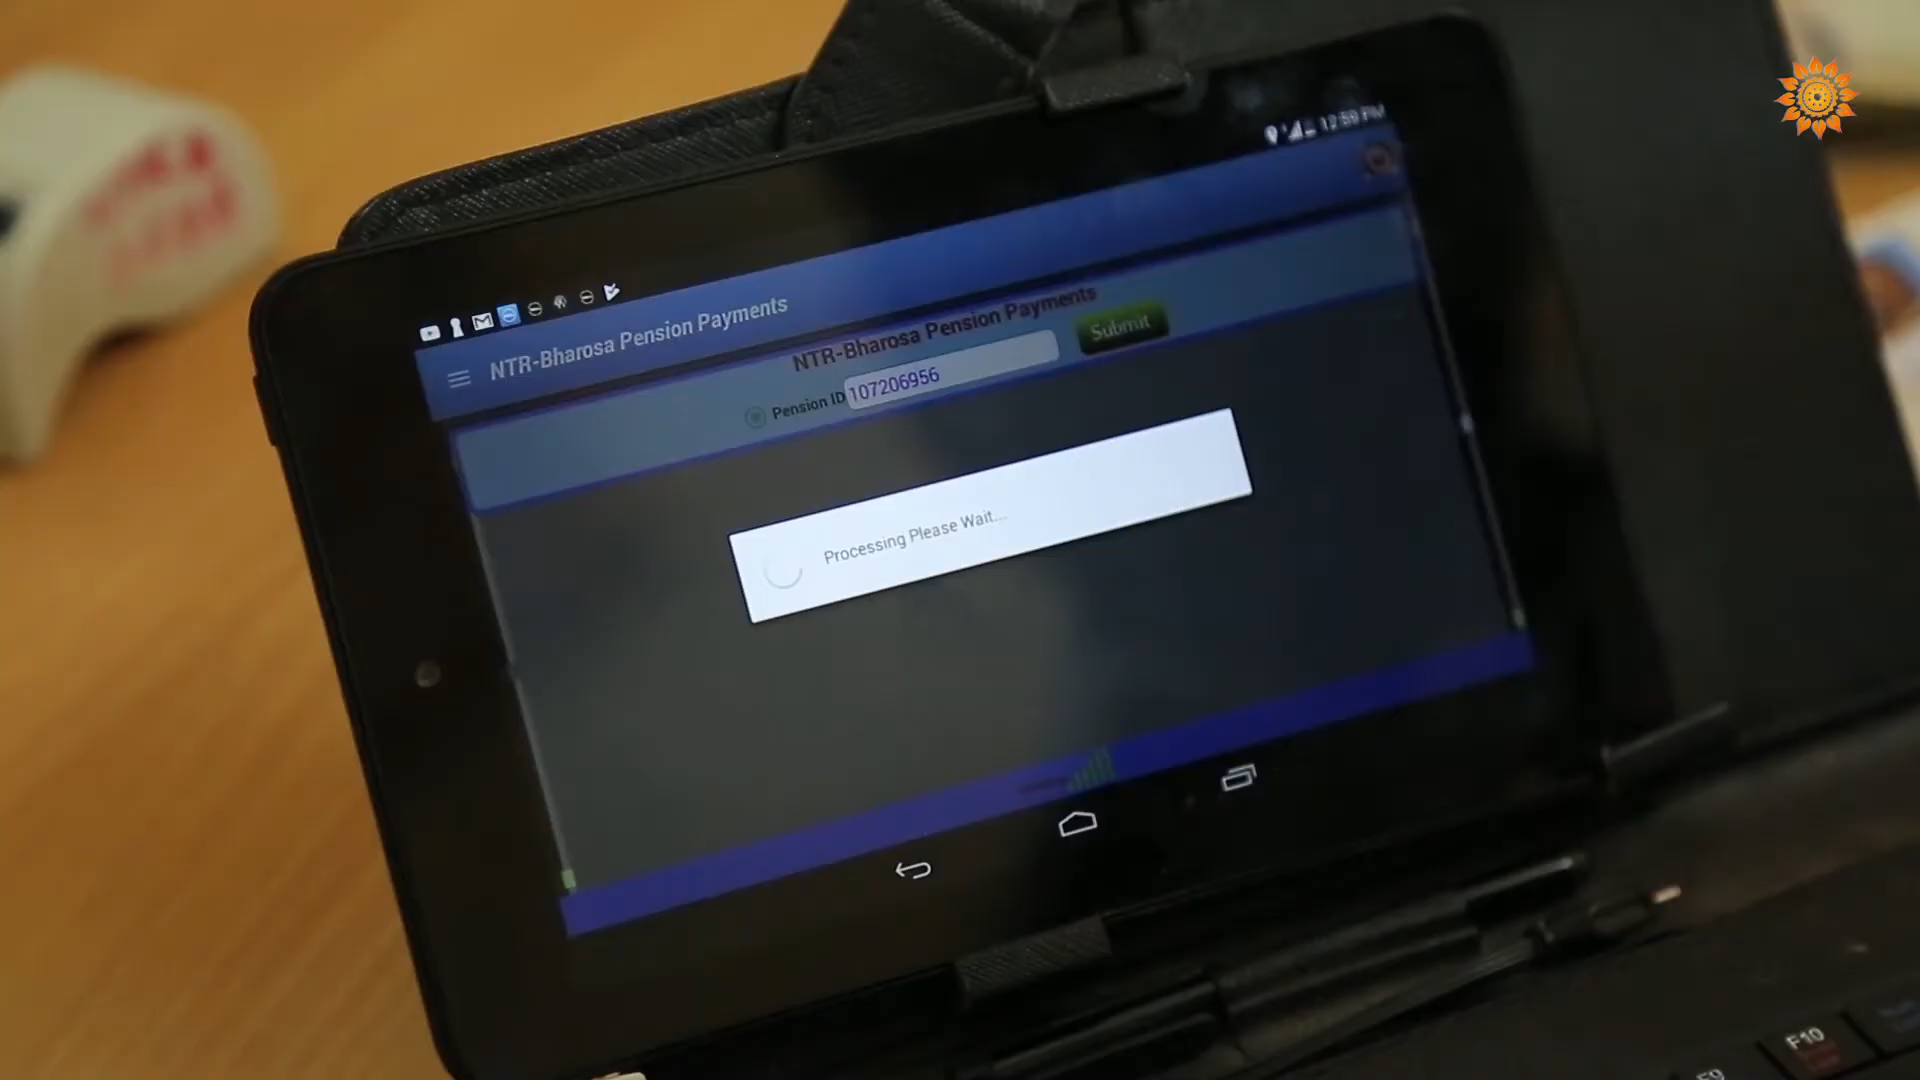 12:59 PM
NTR-Bharosa Pension Payments
NTR-Bharosa Pension Payments
Pension ID 107206956 Submit
Processing Please Wait...
F10
F9